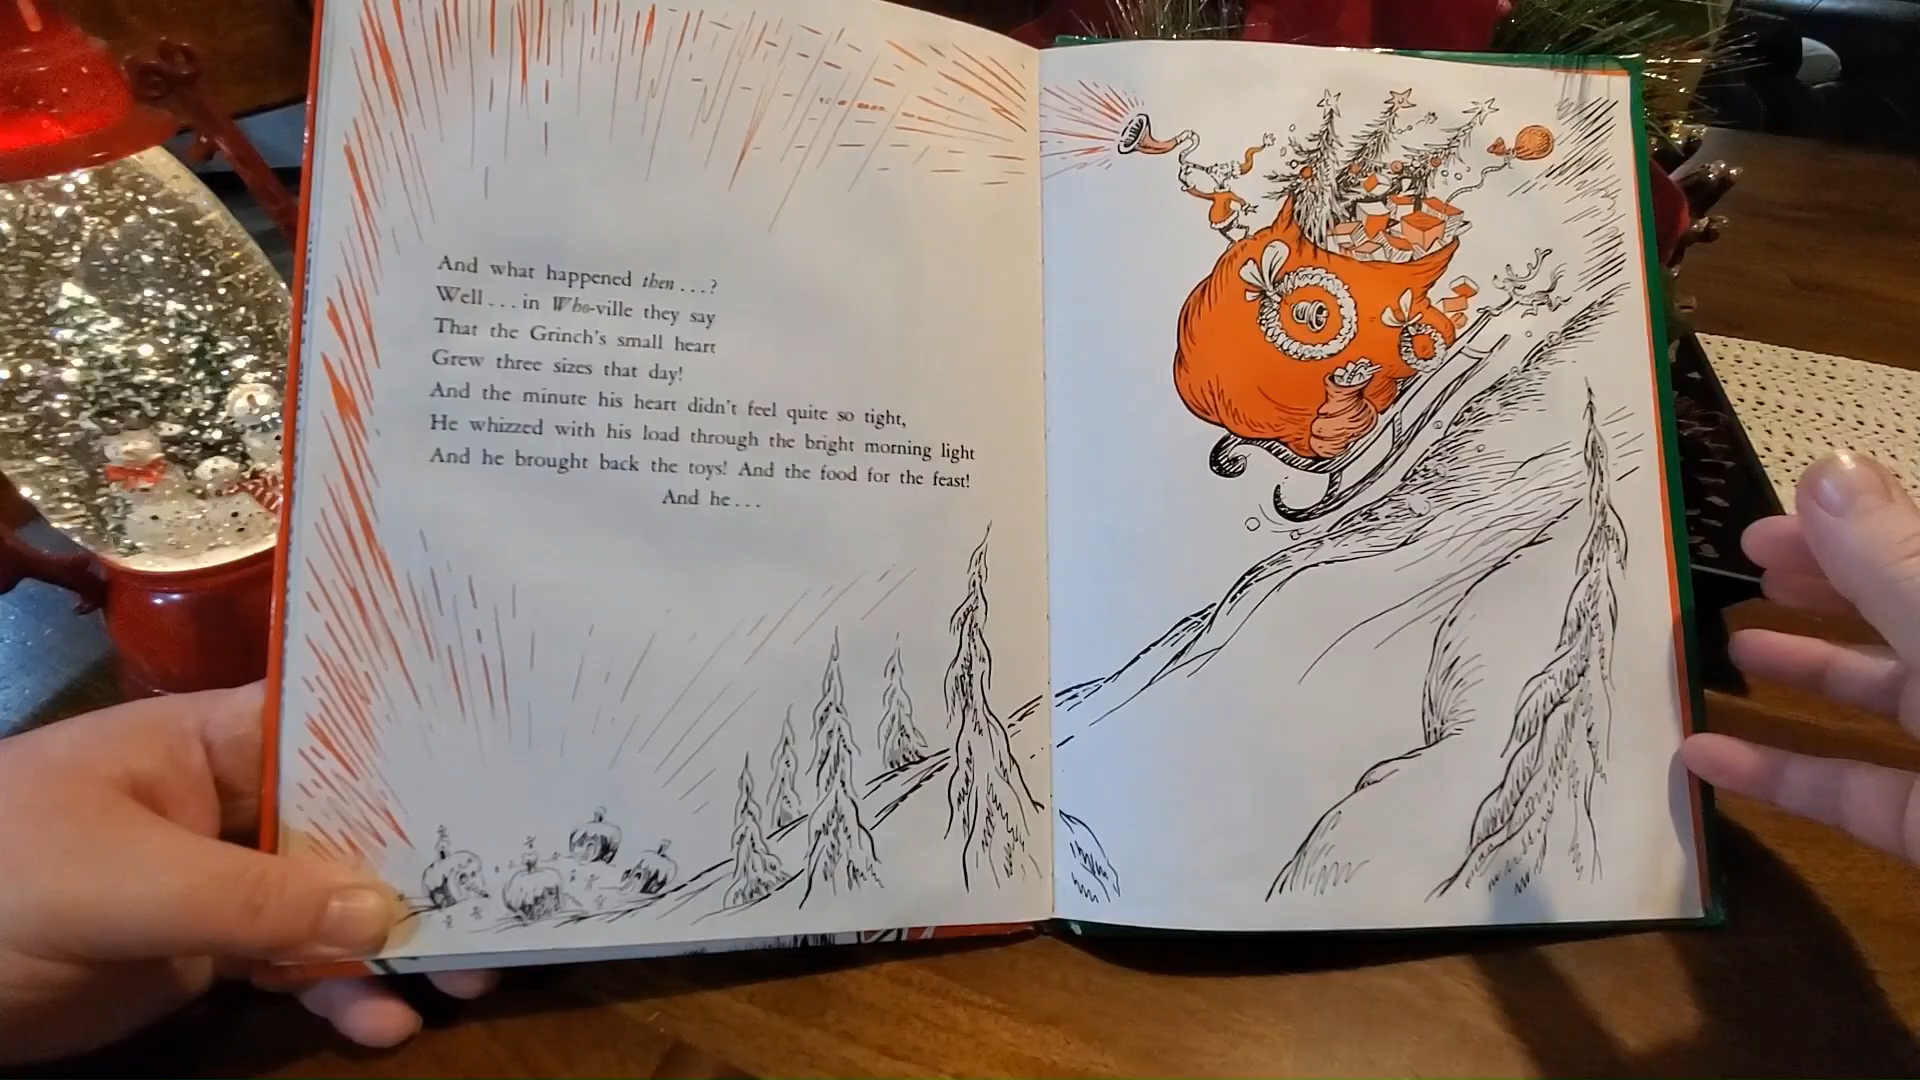 And what happened then...?
Well...in Who-ville they say
That the Grinch's small heart
Grew three sizes that day!
And the minute his heart didn't feel quite so tight,
He whizzed with his load through the bright morning light
And he brought back the toys! And the food for the feast!
And he...